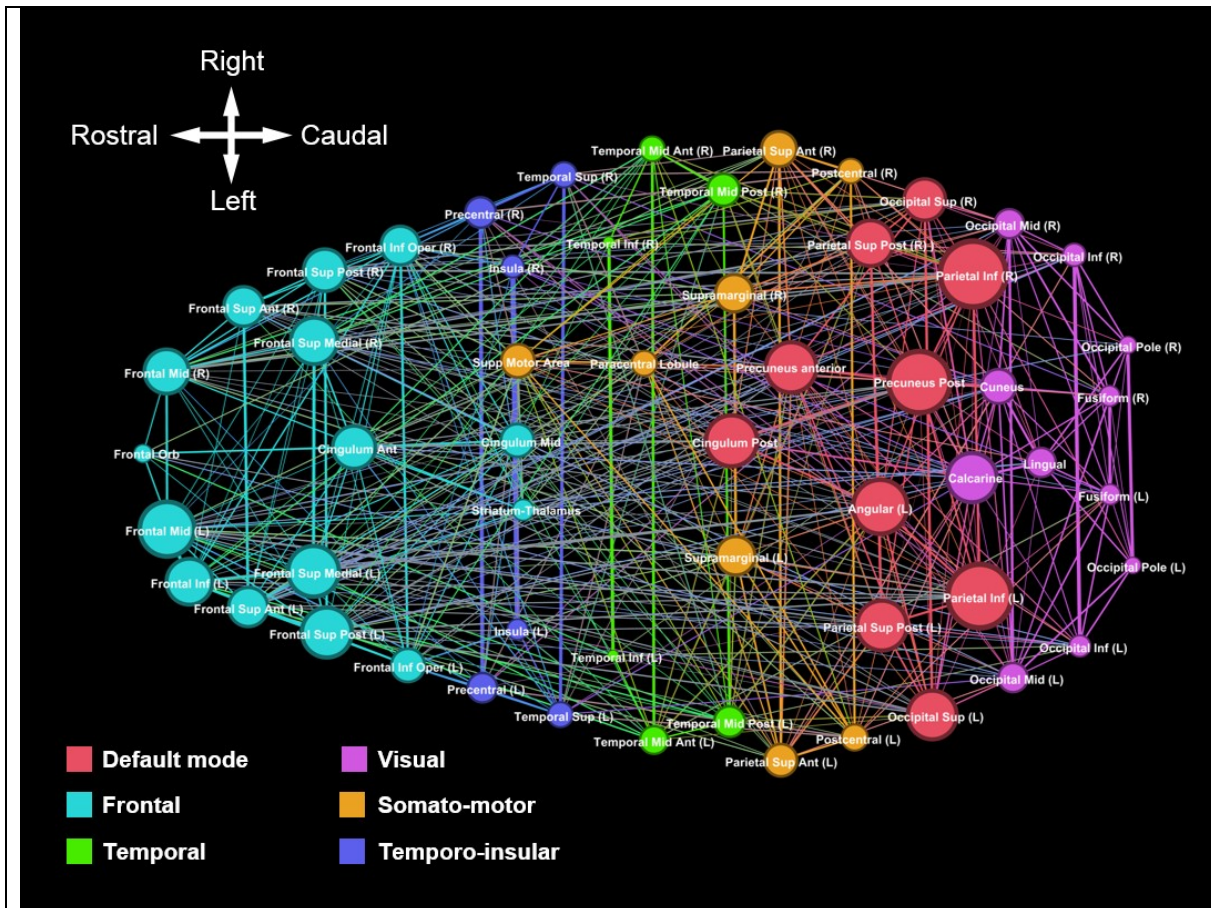 Right
Rostral Caudal
Left
Temporal Mid Ant (R)
Parietal Sup Ant (R)
Temporal Sup (R)
Postcentral (R)
Temporal Mid Post (R)
Occipital Sup (R)
Precentral (R)
Occipital Mid (R)
Frontal Inf Oper (R)
Temporal Inf (R)
Parietal Sup Post (R)
Occipital Inf (R)
Frontal Sup Post (R)
Insula (R)
Parietal Inf (R)
Supramarginal (R)
Frontal Sup Ant (R)
Frontal Sup Medial (R)
Occipital Pole (R)
Supp Motor Area
Paracentral Lobule
Precuneus anterior
Frontal Mid (R)
Precuneus Post
Cuneus
Fusiform (R)
Cingulum Mid
Cingulum Post
Cingulum Ant
Frontal Orb
Lingual
Calcarine
Fusiform (L)
Striatum-Thalamus
Angular (L)
Frontal Mid (L)
Supramarginal (L)
Occipital Pole (L)
Frontal Sup Medial (L)
Frontal Inf (L)
Parietal Inf (L)
Frontal Sup Ant (L)
Parietal Sup Post (L)
Insula (L)
Frontal Sup Post (L)
Occipital Inf (L)
Temporal Inf (L)
Frontal Inf Oper (L)
Occipital Mid (L)
Precentral (L)
Temporal Sup (L)
Occipital Sup (L)
Temporal Mid Post (L)
Postcentral (L)
Temporal Mid Ant (L)
Parietal Sup Ant (L)
Default mode
Visual
Frontal
Somato-motor
Temporal
Temporo-insular